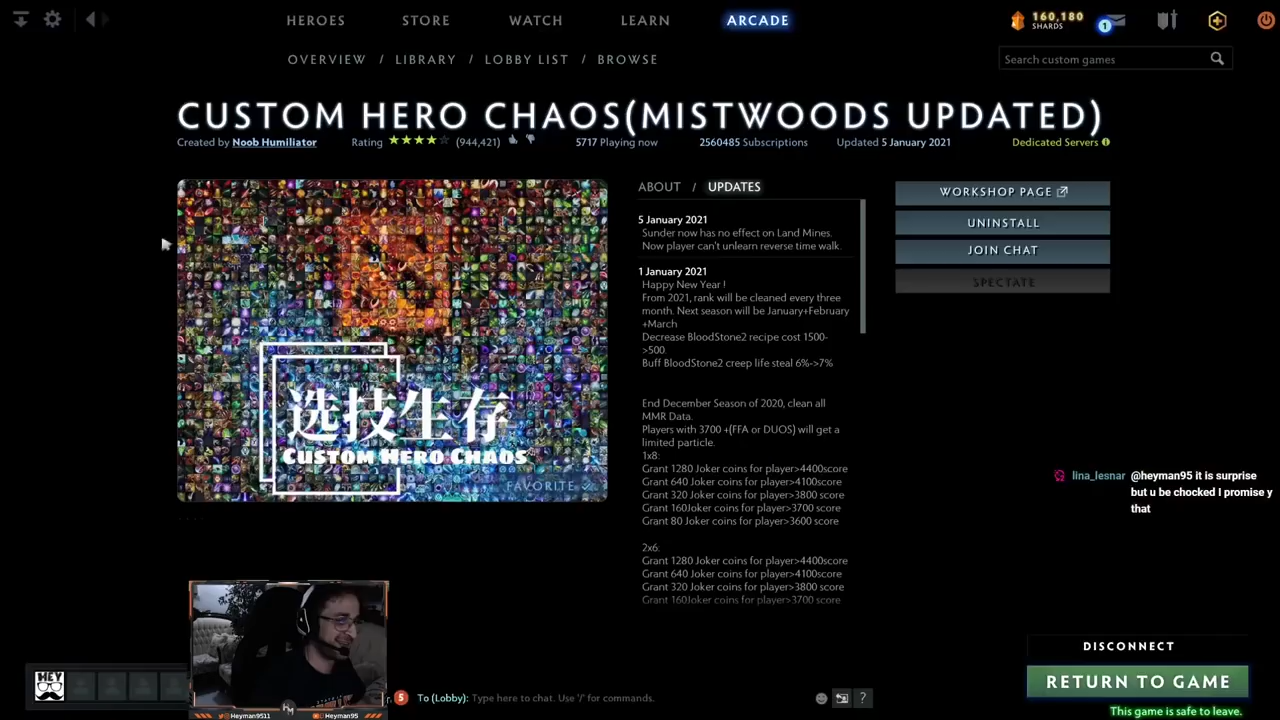 HEROES STORE WATCH LEARN ARCADE
160,180
SHARDS
1
OVERVIEW / LIBRARY / LOBBY LIST / BROWSE
Search custom games
CUSTOM HERO CHAOS(MISTWOODS UPDATED)
Created by Noob Humiliator Rating (944,421) 5717 Playing now 2560485 Subscriptions Updated 5 January 2021 Dedicated Servers
ABOUT / UPDATES
5 January 2021
Sunder now has no effect on Land Mines.
Now player can't unlearn reverse time walk.
1 January 2021
Happy New Year !
From 2021, rank will be cleaned every three
month. Next season will be January+February
+March
Decrease BloodStone2 recipe cost 1500-
>500.
Buff BloodStone2 creep life steal 6%->7%
End December Season of 2020, clean all
MMR Data.
Players with 3700 +(FFA or DUOS) will get a
limited particle.
1x8:
Grant 1280 Joker coins for player>4400score
Grant 640 Joker coins for player>4100score
Grant 320 Joker coins for player>3800 score
Grant 160Joker coins for player>3700 score
Grant 80 Joker coins for player>3600 score
2x6:
Grant 1280 Joker coins for player>4400score
Grant 640 Joker coins for player>4100score
Grant 320 Joker coins for player>3800 score
Grant 160Joker coins for player>3700 score
WORKSHOP PAGE
UNINSTALL
JOIN CHAT
SPECTATE
选技生存
CUSTOM HERO CHAOS
FAVORITE
lina_lesnar @heyman95 it is surprise
but u be chocked I promise y
that
DISCONNECT
RETURN TO GAME
This game is safe to leave.
HEY
5 To (Lobby): Type here to chat. Use '/' for commands.
?
Heyman9511 HM Heyman95